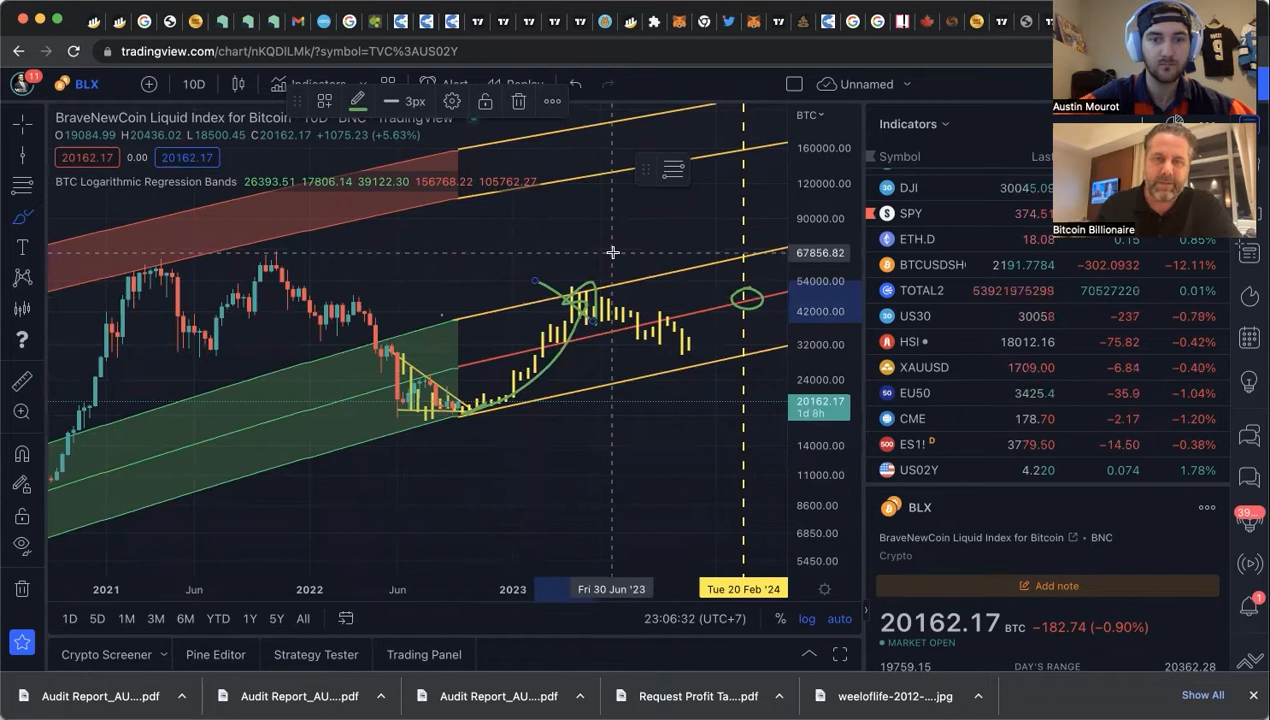 tradingview.com/chart/nKQDlLMk/?symbol=TVC%3AUS02Y
11 BLX 10D Indicators Alert Replay Unnamed
3px
BraveNewCoin Liquid Index for Bitcoin · 10D · BNC · TradingView
O19084.99 H20436.02 L18500.45 C20162.17 +1075.23 (+5.63%)
20162.17 0.00 20162.17
BTC Logarithmic Regression Bands 26393.51 17806.14 39122.30 156768.22 105762.27
BTC
160000.00
120000.00
90000.00
67856.82
54000.00
42000.00
32000.00
24000.00
20162.17
1d 8h
14000.00
11000.00
8600.00
6850.00
5450.00
2021 Jun 2022 Jun 2023 Fri 30 Jun '23 Tue 20 Feb '24
1D 5D 1M 3M 6M YTD 1Y 5Y All 23:06:32 (UTC+7) % log auto
Crypto Screener Pine Editor Strategy Tester Trading Panel
Austin Mourot
Bitcoin Billionaire
Indicators
Symbol Last
DJI 30045.09
SPY 374.51
ETH.D 18.08 0.15 0.85%
BTCUSDSH 2191.7784 −302.0932 −12.11%
TOTAL2 53921975298 70527220 0.01%
US30 30058 −237 −0.78%
HSI 18012.16 −75.82 −0.42%
XAUUSD 1709.00 −6.84 −0.40%
EU50 3425.4 −35.9 −1.04%
CME 178.70 −2.17 −1.20%
ES1! D 3779.50 −14.50 −0.38%
US02Y 4.220 0.074 1.78%
BLX
BraveNewCoin Liquid Index for Bitcoin · BNC
Crypto
Add note
20162.17 BTC −182.74 (−0.90%)
MARKET OPEN
19759.15 DAY'S RANGE 20362.28
Audit Report_AU....pdf Audit Report_AU....pdf Audit Report_AU....pdf Request Profit Ta....pdf weeloflife-2012-....jpg Show All